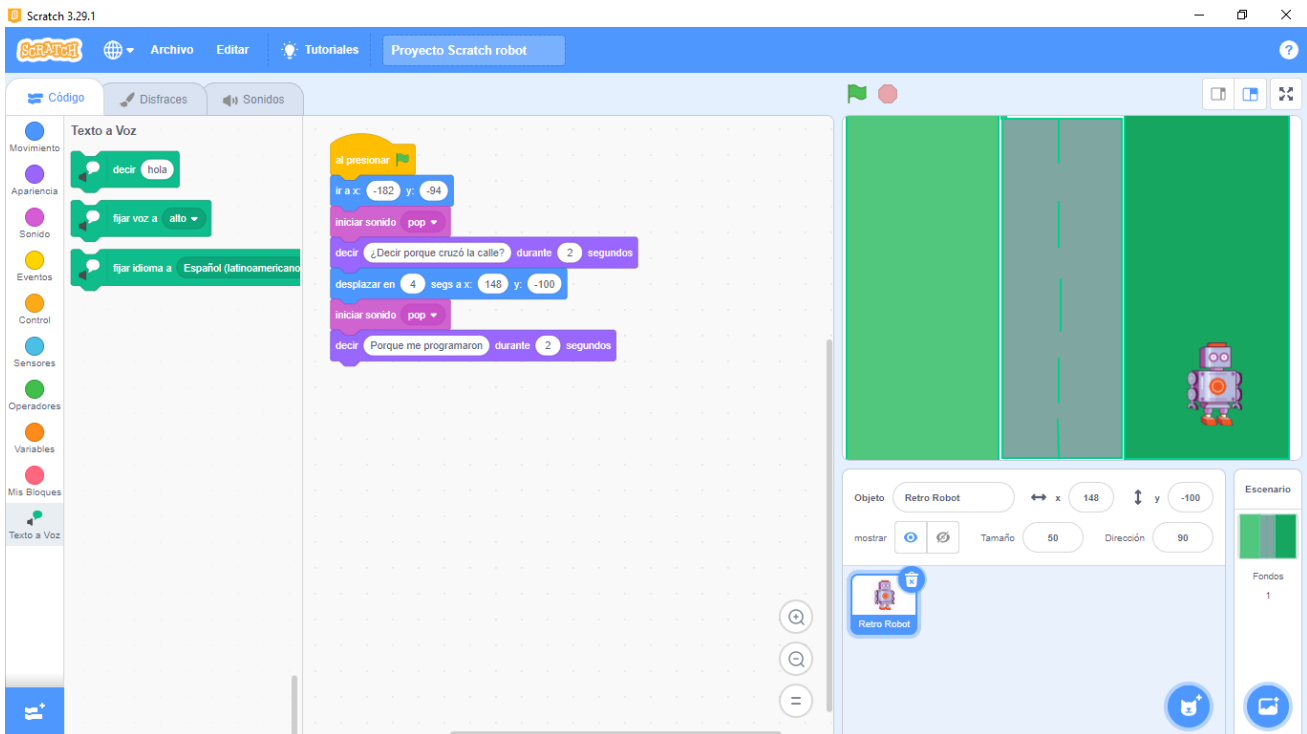 Scratch 3.29.1
SCRATCH Archivo Editar Tutoriales Proyecto Scratch robot ?
Código Disfraces Sonidos
Movimiento
Apariencia
Sonido
Eventos
Control
Sensores
Operadores
Variables
Mis Bloques
Texto a Voz
Texto a Voz
decir hola
fijar voz a alto
fijar idioma a Español (latinoamericano
al presionar
ir a x: -182 y: -94
iniciar sonido pop
decir ¿Decir porque cruzó la calle? durante 2 segundos
desplazar en 4 segs a x: 148 y: -100
iniciar sonido pop
decir Porque me programaron durante 2 segundos
Objeto Retro Robot x 148 y -100
mostrar Tamaño 50 Dirección 90
Retro Robot
Escenario
Fondos
1